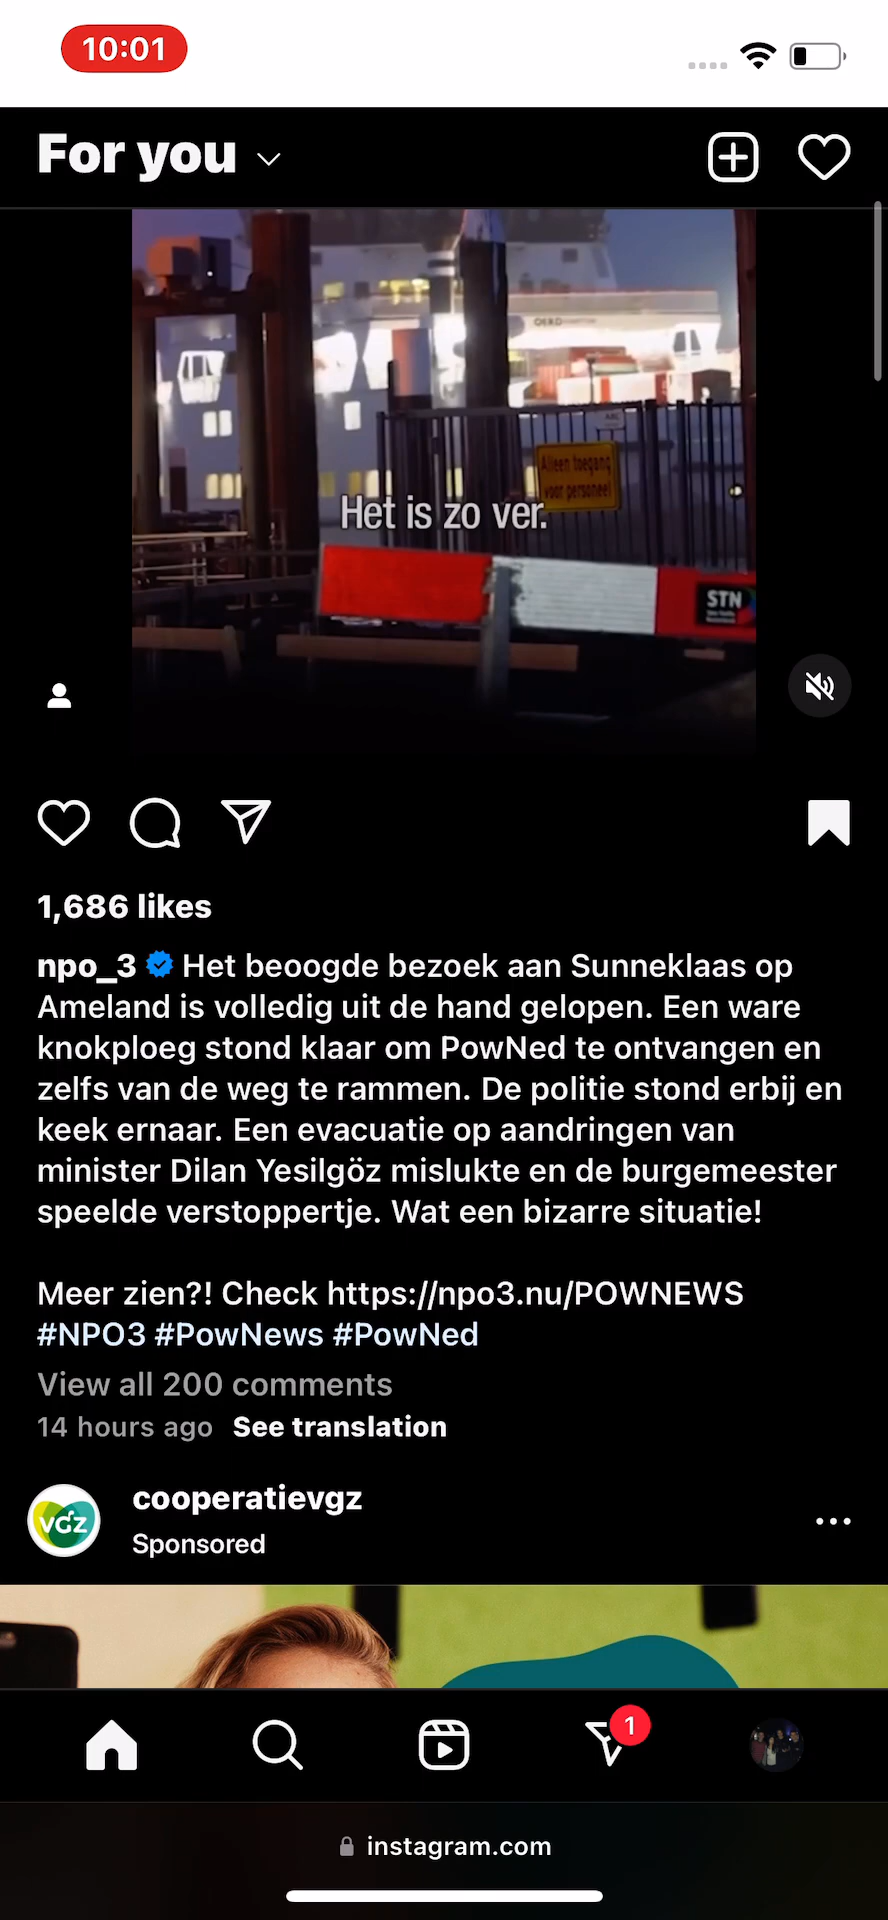 10:01
For you
Alleen toegang
voor personeel
Het is zo ver.
STN
1,686 likes
npo_3 Het beoogde bezoek aan Sunneklaas op
Ameland is volledig uit de hand gelopen. Een ware
knokploeg stond klaar om PowNed te ontvangen en
zelfs van de weg te rammen. De politie stond erbij en
keek ernaar. Een evacuatie op aandringen van
minister Dilan Yesilgöz mislukte en de burgemeester
speelde verstoppertje. Wat een bizarre situatie!
Meer zien?! Check https://npo3.nu/POWNEWS
#NPO3 #PowNews #PowNed
View all 200 comments
14 hours ago See translation
VGZ
cooperatievgz
Sponsored
1
instagram.com